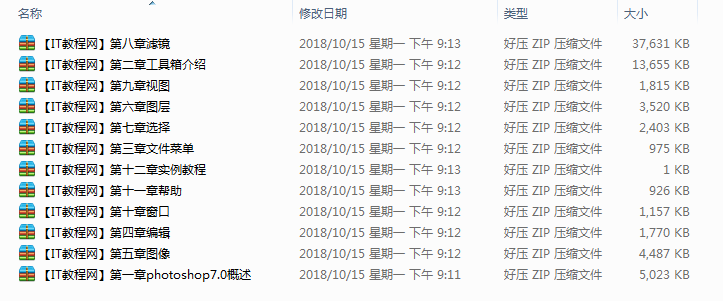 名称 修改日期 类型 大小
【IT教程网】第八章滤镜 2018/10/15 星期一 下午 9:13 好压 ZIP 压缩文件 37,631 KB
【IT教程网】第二章工具箱介绍 2018/10/15 星期一 下午 9:12 好压 ZIP 压缩文件 13,655 KB
【IT教程网】第九章视图 2018/10/15 星期一 下午 9:12 好压 ZIP 压缩文件 1,815 KB
【IT教程网】第六章图层 2018/10/15 星期一 下午 9:12 好压 ZIP 压缩文件 3,520 KB
【IT教程网】第七章选择 2018/10/15 星期一 下午 9:12 好压 ZIP 压缩文件 2,403 KB
【IT教程网】第三章文件菜单 2018/10/15 星期一 下午 9:12 好压 ZIP 压缩文件 975 KB
【IT教程网】第十二章实例教程 2018/10/15 星期一 下午 9:13 好压 ZIP 压缩文件 1 KB
【IT教程网】第十一章帮助 2018/10/15 星期一 下午 9:13 好压 ZIP 压缩文件 926 KB
【IT教程网】第十章窗口 2018/10/15 星期一 下午 9:12 好压 ZIP 压缩文件 1,157 KB
【IT教程网】第四章编辑 2018/10/15 星期一 下午 9:12 好压 ZIP 压缩文件 1,770 KB
【IT教程网】第五章图像 2018/10/15 星期一 下午 9:12 好压 ZIP 压缩文件 4,487 KB
【IT教程网】第一章photoshop7.0概述 2018/10/15 星期一 下午 9:11 好压 ZIP 压缩文件 5,023 KB